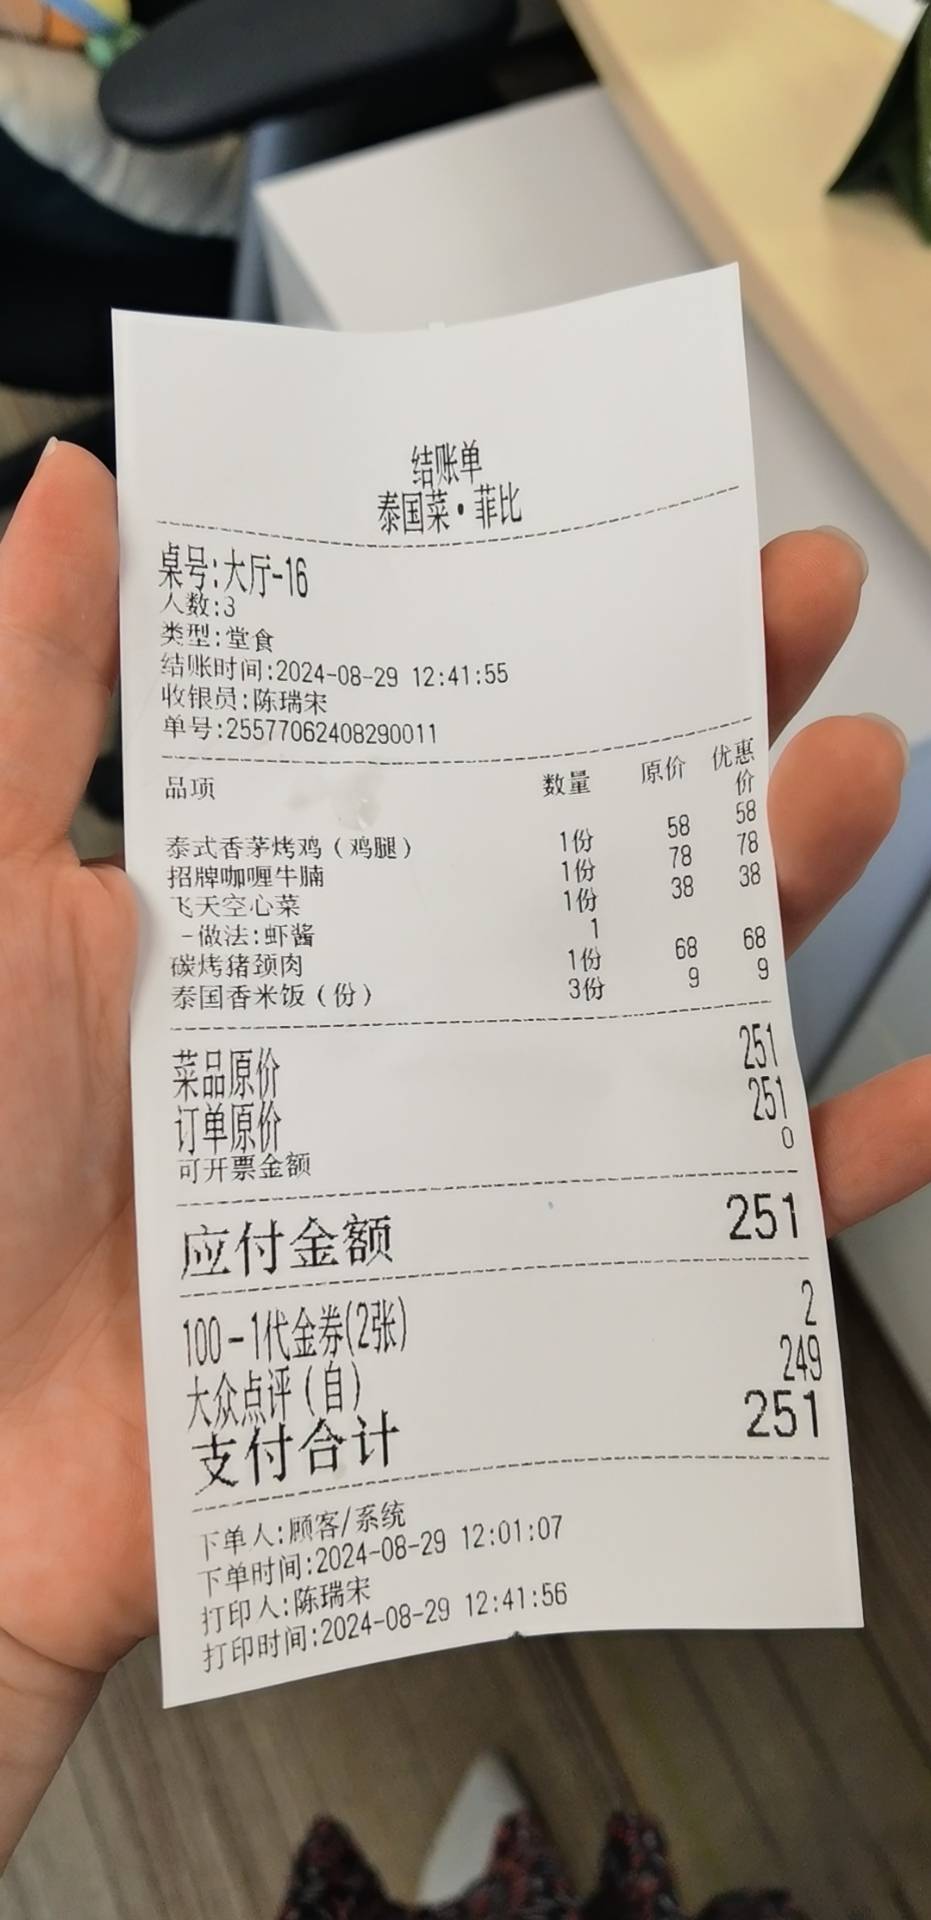 结账单
泰国菜·菲比
桌号:大厅-16
人数:3
类型:堂食
结账时间:2024-08-29 12:41:55
收银员:陈瑞宋
单号:25577062408290011
品项 数量 原价 优惠价
泰式香茅烤鸡(鸡腿) 1份 58 58
招牌咖喱牛腩 1份 78 78
飞天空心菜 1份 38 38
-做法:虾酱 1
碳烤猪颈肉 1份 68 68
泰国香米饭(份) 3份 9 9
菜品原价 251
订单原价 251
可开票金额 0
应付金额 251
100-1代金券(2张) 2
大众点评(自) 249
支付合计 251
下单人:顾客/系统
下单时间:2024-08-29 12:01:07
打印人:陈瑞宋
打印时间:2024-08-29 12:41:56